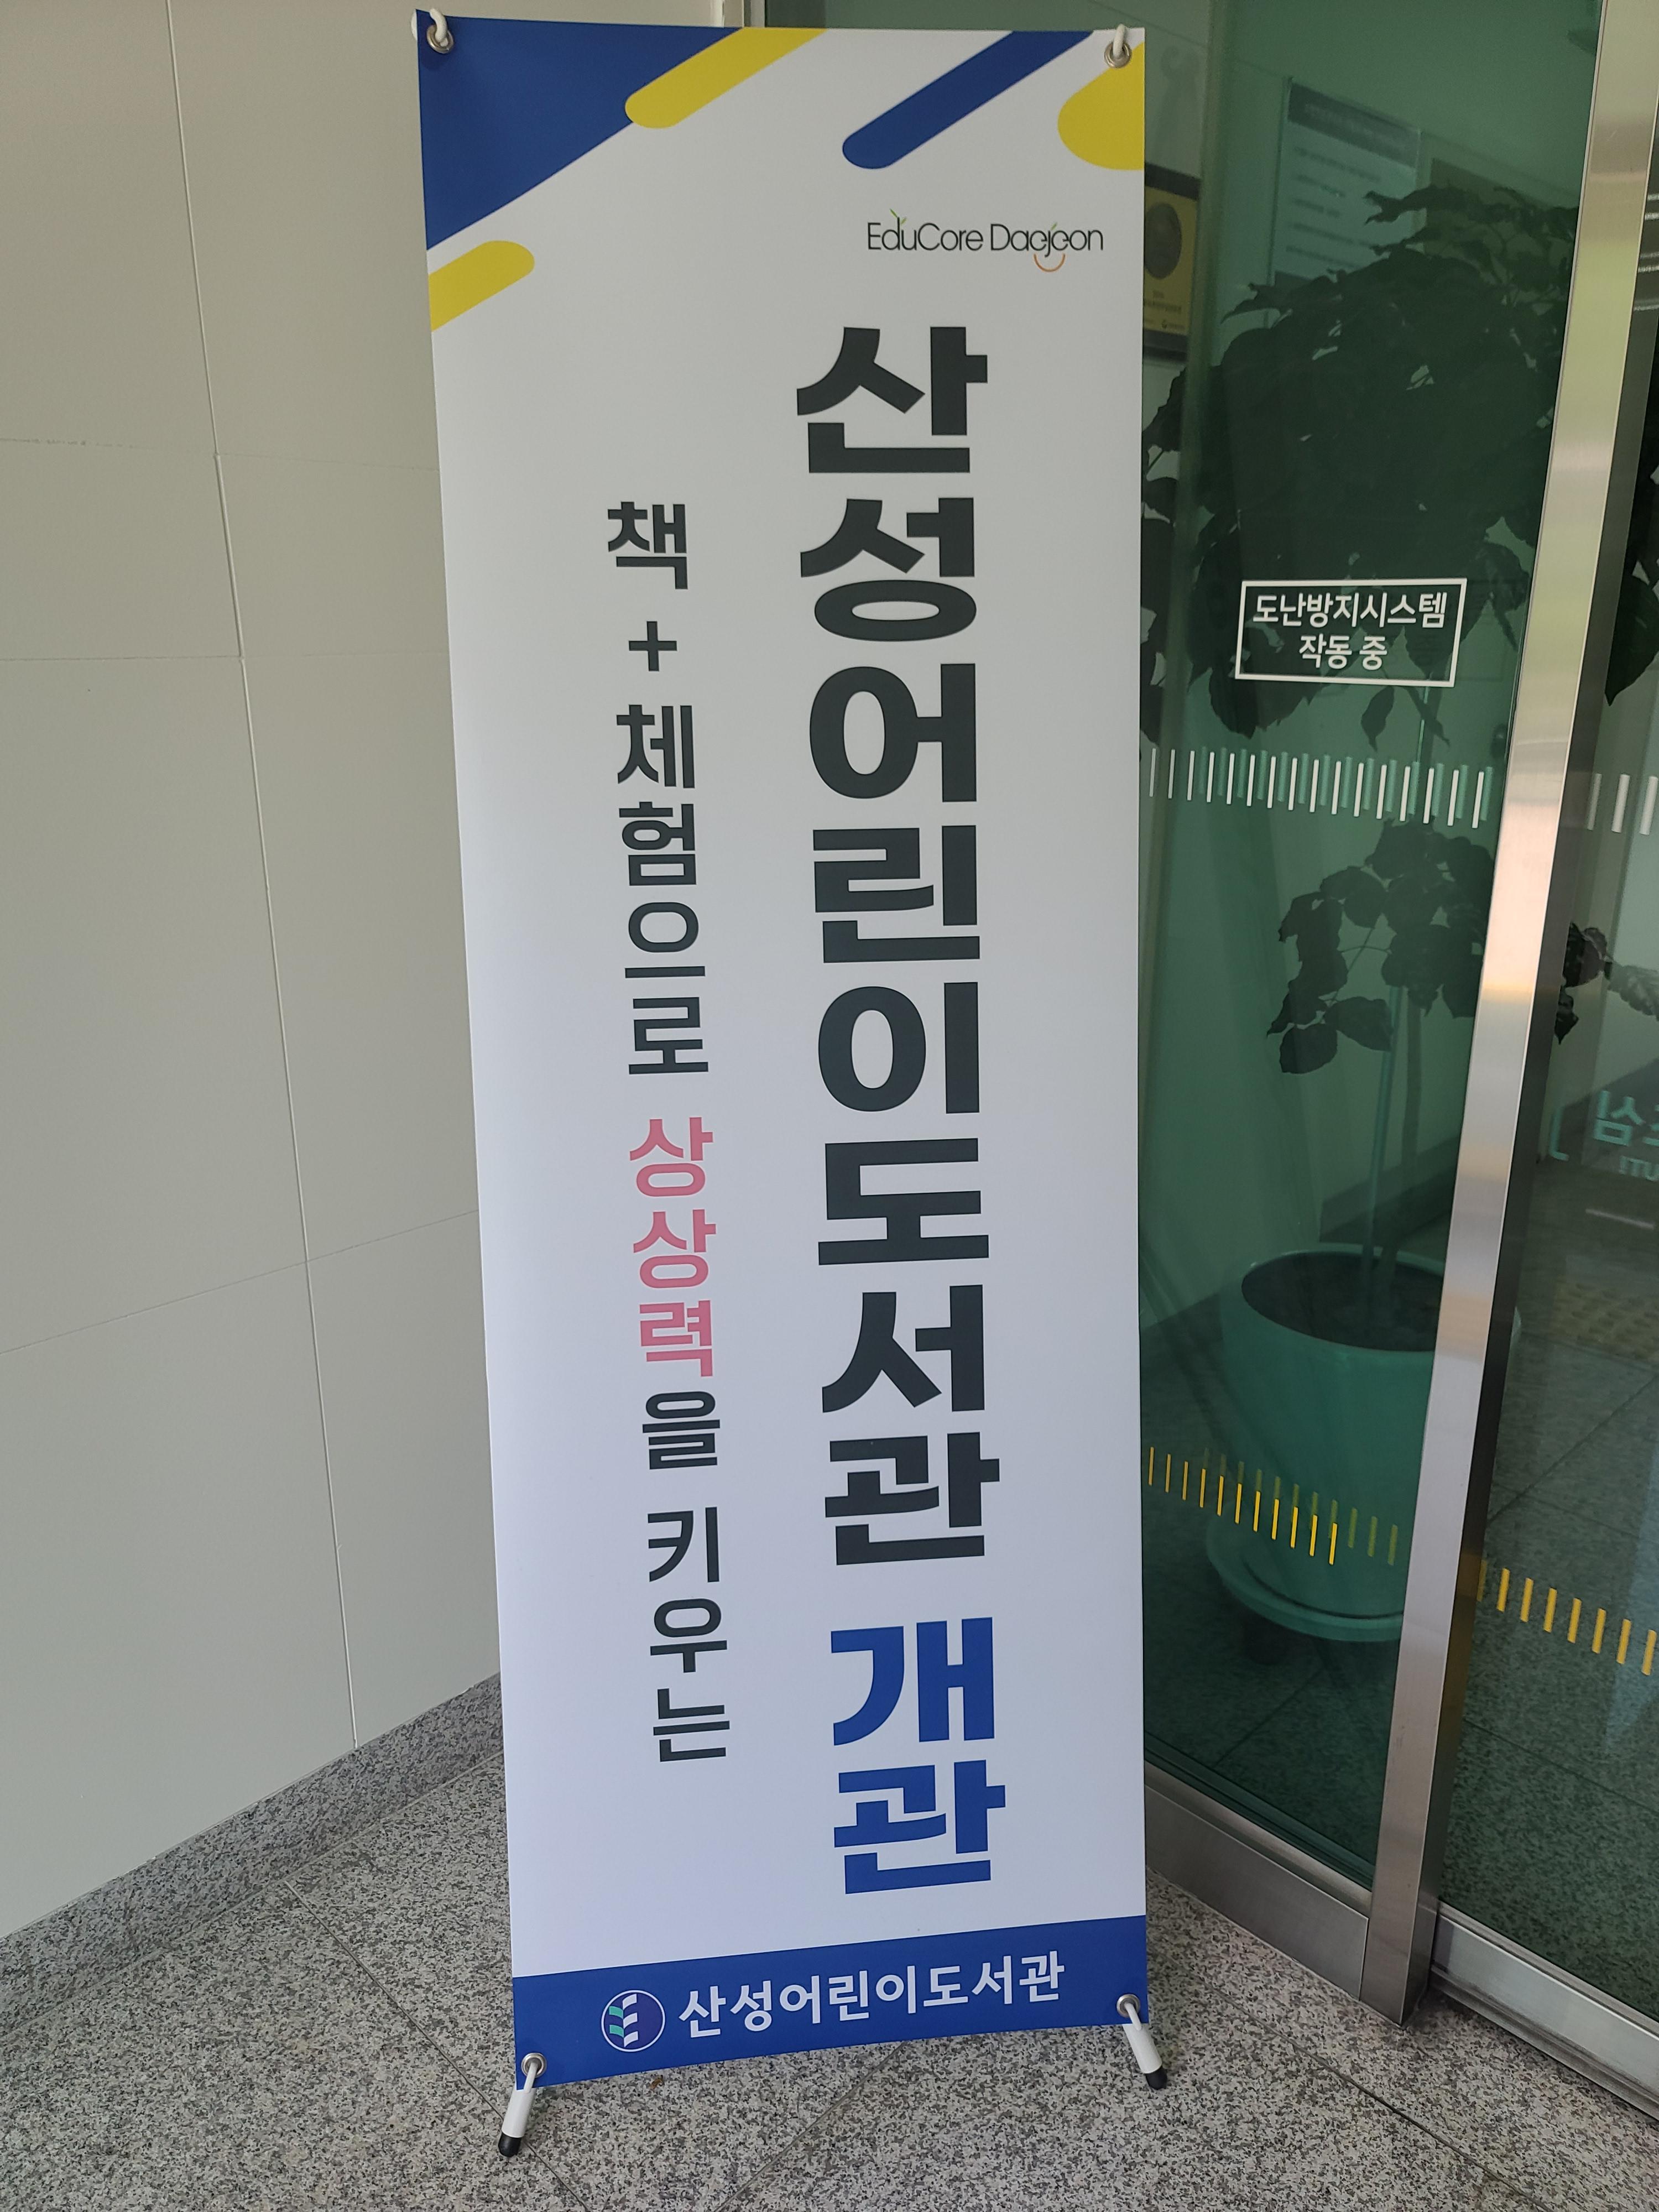 EduCore Daejeon
책 + 체험으로 상상력을 키우는
산성어린이도서관 개관
산성어린이도서관
도난방지시스템
작동 중